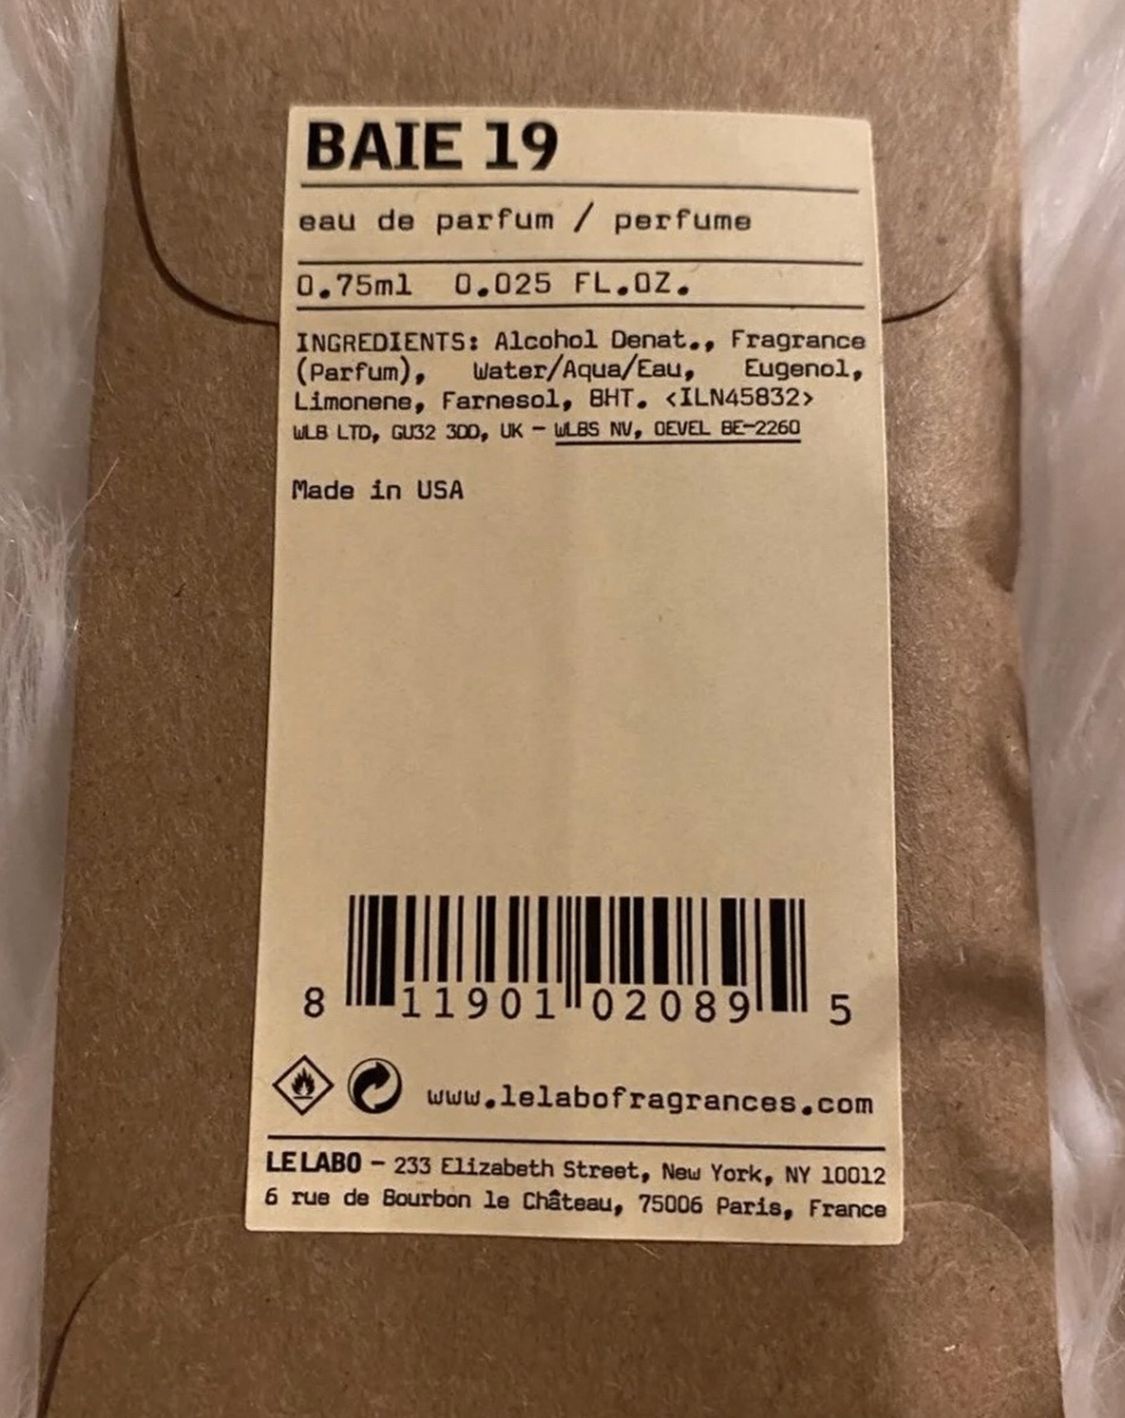 BAIE 19
eau de parfum / perfume
0.75ml 0.025 FL.OZ.
INGREDIENTS: Alcohol Denat., Fragrance
(Parfum), Water/Aqua/Eau, Eugenol,
Limonene, Farnesol, BHT. <ILN45832>
WLB LTD, GU32 3DD, UK - WLBS NV, OEVEL BE-2260
Made in USA
8 11901 02089 5
www.lelabofragrances.com
LE LABO - 233 Elizabeth Street, New York, NY 10012
6 rue de Bourbon le Château, 75006 Paris, France